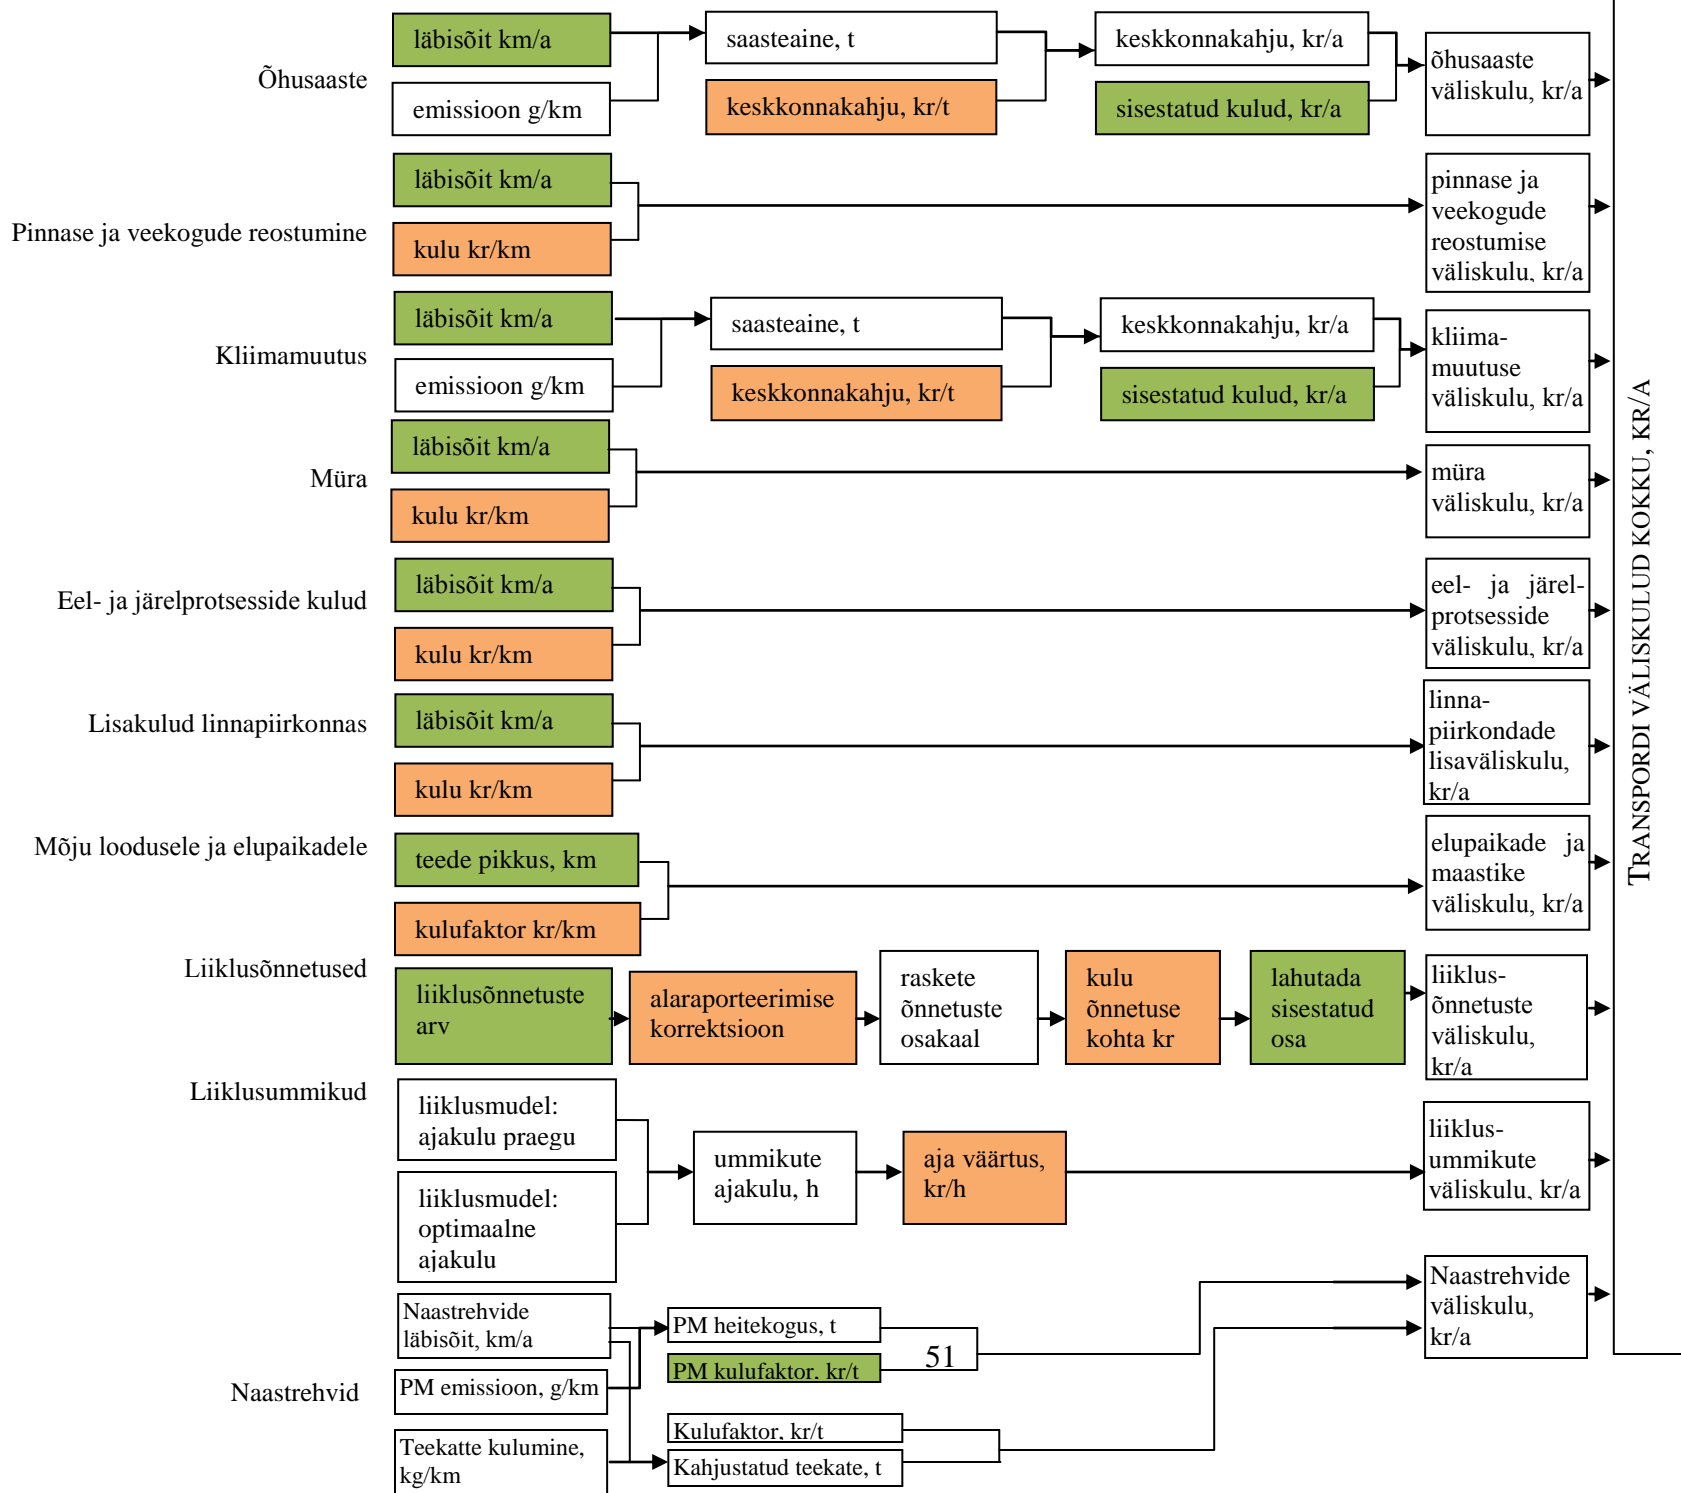 Õhusaaste
läbisõit km/a
emissioon g/km
saasteaine, t
keskkonnakahju, kr/t
keskkonnakahju, kr/a
sisestatud kulud, kr/a
õhusaaste
väliskulu, kr/a
Pinnase ja veekogude reostumine
läbisõit km/a
kulu kr/km
pinnase ja
veekogude
reostumise
väliskulu, kr/a
Kliimamuutus
läbisõit km/a
emissioon g/km
saasteaine, t
keskkonnakahju, kr/t
keskkonnakahju, kr/a
sisestatud kulud, kr/a
kliima-
muutuse
väliskulu, kr/a
Müra
läbisõit km/a
kulu kr/km
müra
väliskulu, kr/a
Eel- ja järelprotsesside kulud
läbisõit km/a
kulu kr/km
eel- ja järel-
protsesside
väliskulu, kr/a
Lisakulud linnapiirkonnas
läbisõit km/a
kulu kr/km
linna-
piirkondade
lisaväliskulu,
kr/a
Mõju loodusele ja elupaikadele
teede pikkus, km
kulufaktor kr/km
elupaikade ja
maastike
väliskulu, kr/a
Liiklusõnnetused
liiklusõnnetuste
arv
alaraporteerimise
korrektsioon
raskete
õnnetuste
osakaal
kulu
õnnetuse
kohta kr
lahutada
sisestatud
osa
liiklus-
õnnetuste
väliskulu,
kr/a
Liiklusummikud
liiklusmudel:
ajakulu praegu
liiklusmudel:
optimaalne
ajakulu
ummikute
ajakulu, h
aja väärtus,
kr/h
liiklus-
ummikute
väliskulu, kr/a
Naastrehvid
Naastrehvide
läbisõit, km/a
PM emissioon, g/km
Teekatte kulumine,
kg/km
PM heitekogus, t
PM kulufaktor, kr/t
51
Kulufaktor, kr/t
Kahjustatud teekate, t
Naastrehvide
väliskulu,
kr/a
TRANSPORDI VÄLISKULUD KOKKU, KR/A